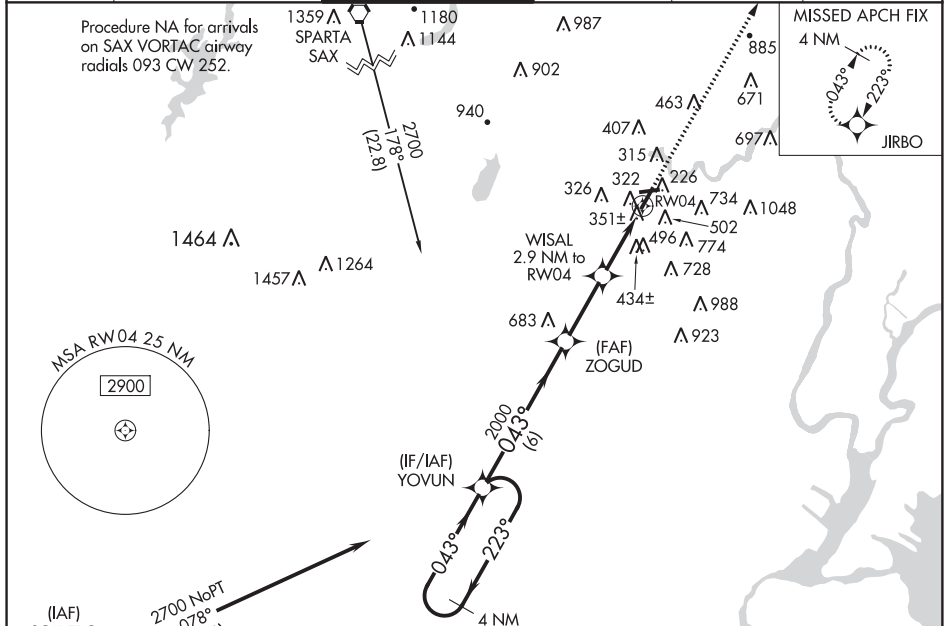 Procedure NA for arrivals
on SAX VORTAC airway
radials 093 CW 252.
1359
SPARTA
SAX
1180
1144
987
902
940
2700
178°
(22.8)
885
463
671
407
697
315
MISSED APCH FIX
4 NM
043°
223°
JIRBO
326
322
226
RW04
351±
734
1048
502
496
774
434±
728
988
923
1464
1457
1264
WISAL
2.9 NM to
RW04
683
(FAF)
ZOGUD
MSA RW04 25 NM
2900
2000
043°
(6)
(IF/IAF)
YOVUN
043°
223°
4 NM
(IAF)
2700 NoPT
078°